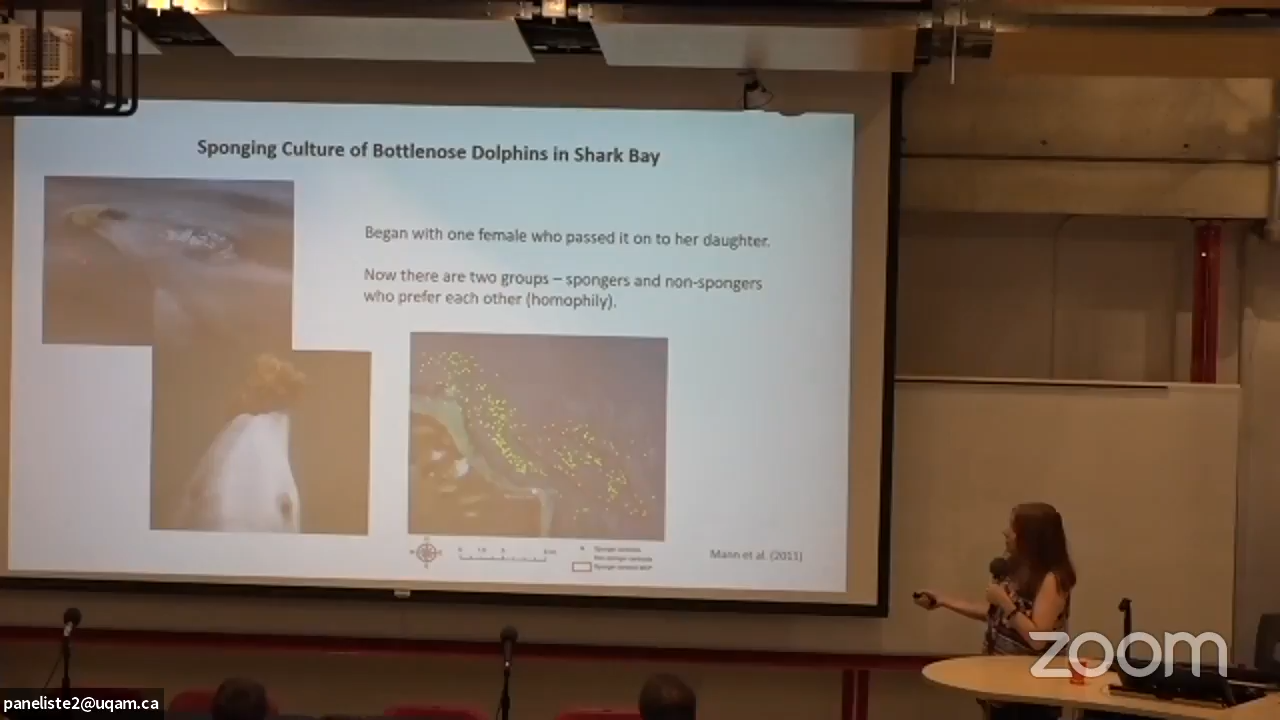 Sponging Culture of Bottlenose Dolphins in Shark Bay
Began with one female who passed it on to her daughter.
Now there are two groups – spongers and non-spongers
who prefer each other (homophily).
Mann et al. (2011)
zoom
paneliste2@uqam.ca